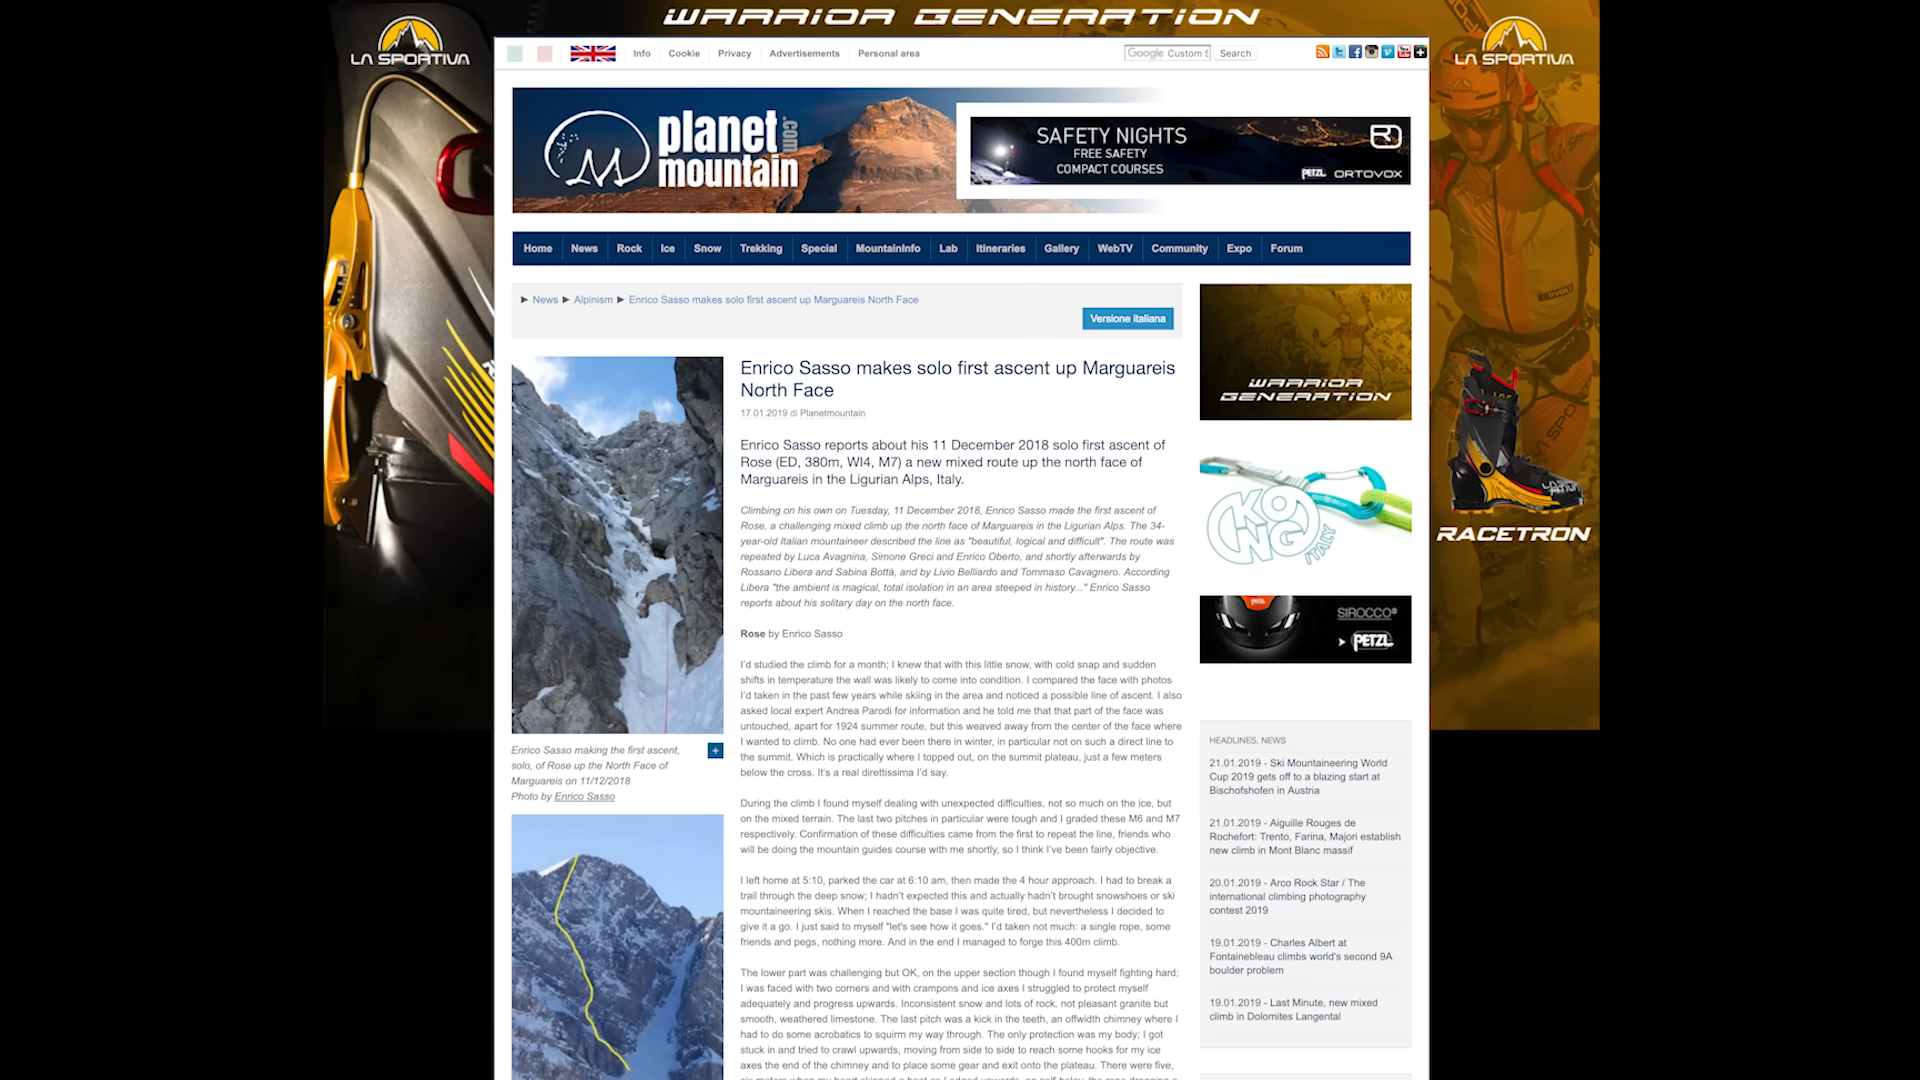 WARRIOR GENERATION
LA SPORTIVA
LA SPORTIVA
Info Cookie Privacy Advertisements Personal area
Google Custom S Search
planet mountain .com
SAFETY NIGHTS
FREE SAFETY
COMPACT COURSES
PETZL ORTOVOX
Home News Rock Ice Snow Trekking Special MountainInfo Lab Itineraries Gallery WebTV Community Expo Forum
► News ► Alpinism ► Enrico Sasso makes solo first ascent up Marguareis North Face
Versione italiana
Enrico Sasso makes solo first ascent up Marguareis
North Face
17.01.2019 di Planetmountain
Enrico Sasso reports about his 11 December 2018 solo first ascent of
Rose (ED, 380m, WI4, M7) a new mixed route up the north face of
Marguareis in the Ligurian Alps, Italy.
Climbing on his own on Tuesday, 11 December 2018, Enrico Sasso made the first ascent of
Rose, a challenging mixed climb up the north face of Marguareis in the Ligurian Alps. The 34-
year-old Italian mountaineer described the line as "beautiful, logical and difficult". The route was
repeated by Luca Avagnina, Simone Greci and Enrico Oberto, and shortly afterwards by
Rossano Libera and Sabina Bottà, and by Livio Belliardo and Tommaso Cavagnero. According
Libera "the ambient is magical, total isolation in an area steeped in history..." Enrico Sasso
reports about his solitary day on the north face.
Rose by Enrico Sasso
I'd studied the climb for a month; I knew that with this little snow, with cold snap and sudden
shifts in temperature the wall was likely to come into condition. I compared the face with photos
I'd taken in the past few years while skiing in the area and noticed a possible line of ascent. I also
asked local expert Andrea Parodi for information and he told me that that part of the face was
untouched, apart for 1924 summer route, but this weaved away from the center of the face where
I wanted to climb. No one had ever been there in winter, in particular not on such a direct line to
the summit. Which is practically where I topped out, on the summit plateau, just a few meters
below the cross. It's a real direttissima I'd say.
During the climb I found myself dealing with unexpected difficulties, not so much on the ice, but
on the mixed terrain. The last two pitches in particular were tough and I graded these M6 and M7
respectively. Confirmation of these difficulties came from the first to repeat the line, friends who
will be doing the mountain guides course with me shortly, so I think I've been fairly objective.
I left home at 5:10, parked the car at 6:10 am, then made the 4 hour approach. I had to break a
trail through the deep snow; I hadn't expected this and actually hadn't brought snowshoes or ski
mountaineering skis. When I reached the base I was quite tired, but nevertheless I decided to
give it a go. I just said to myself "let's see how it goes." I'd taken not much: a single rope, some
friends and pegs, nothing more. And in the end I managed to forge this 400m climb.
The lower part was challenging but OK, on the upper section though I found myself fighting hard;
I was faced with two corners and with crampons and ice axes I struggled to protect myself
adequately and progress upwards. Inconsistent snow and lots of rock, not pleasant granite but
smooth, weathered limestone. The last pitch was a kick in the teeth, an offwidth chimney where I
had to do some acrobatics to squirm my way through. The only protection was my body; I got
stuck in and tried to crawl upwards, moving from side to side to reach some hooks for my ice
axes the end of the chimney and to place some gear and exit onto the plateau. There were five,
Enrico Sasso making the first ascent,
solo, of Rose up the North Face of
Marguareis on 11/12/2018
Photo by Enrico Sasso
WARRIOR
GENERATION
KONG
ITALY
SIROCCO®
PETZL
RACETRON
HEADLINES, NEWS
21.01.2019 - Ski Mountaineering World
Cup 2019 gets off to a blazing start at
Bischofshofen in Austria
21.01.2019 - Aiguille Rouges de
Rochefort: Trento, Farina, Majori establish
new climb in Mont Blanc massif
20.01.2019 - Arco Rock Star / The
international climbing photography
contest 2019
19.01.2019 - Charles Albert at
Fontainebleau climbs world's second 9A
boulder problem
19.01.2019 - Last Minute, new mixed
climb in Dolomites Langental